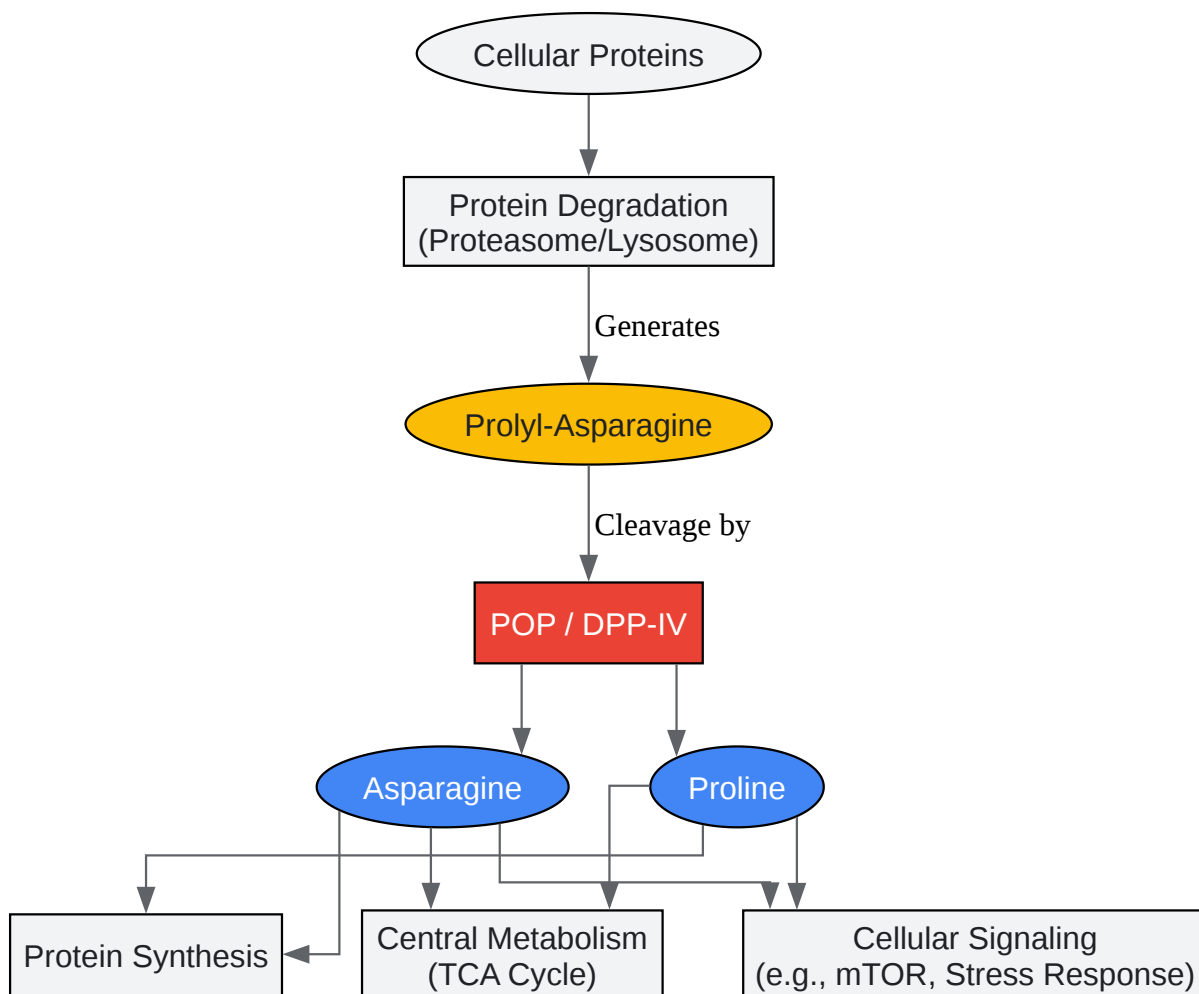 Cellular Proteins
Protein Degradation
(Proteasome/Lysosome)
Generates
Prolyl-Asparagine
Cleavage by
POP / DPP-IV
Asparagine
Proline
Protein Synthesis
Central Metabolism
(TCA Cycle)
Cellular Signaling
(e.g., mTOR, Stress Response)